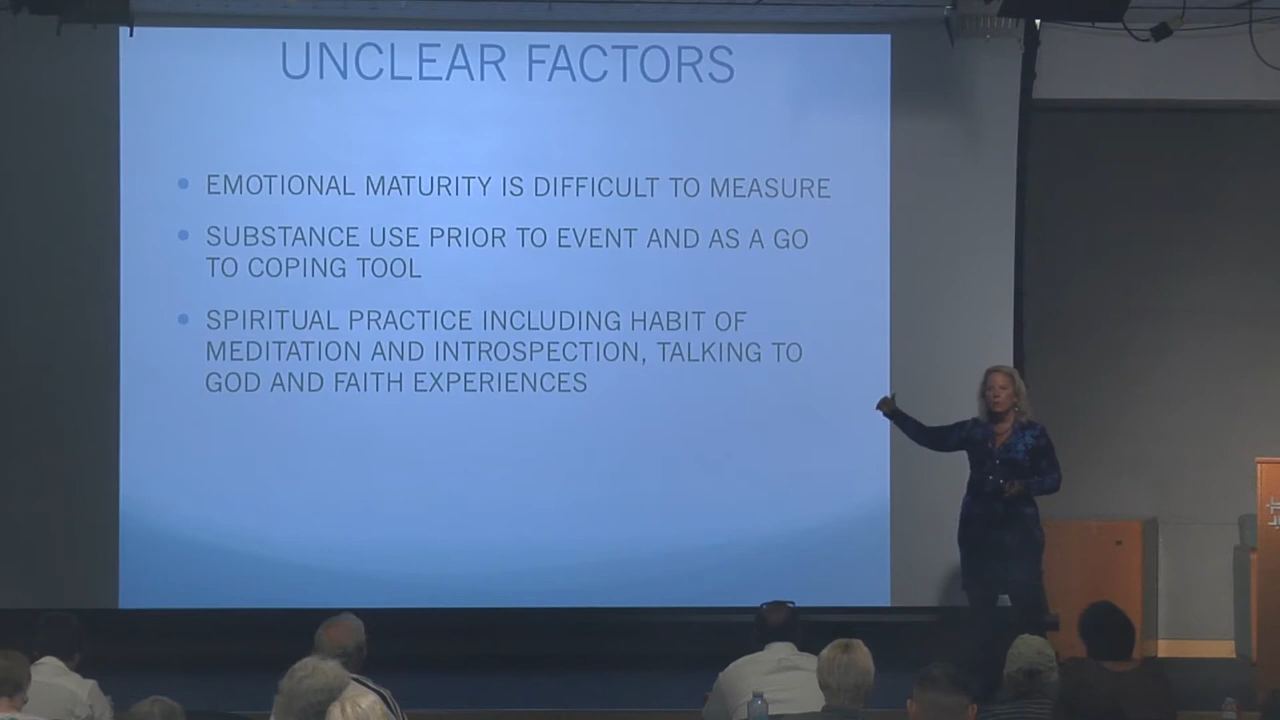 UNCLEAR FACTORS
EMOTIONAL MATURITY IS DIFFICULT TO MEASURE
SUBSTANCE USE PRIOR TO EVENT AND AS A GO
TO COPING TOOL
SPIRITUAL PRACTICE INCLUDING HABIT OF
MEDITATION AND INTROSPECTION, TALKING TO
GOD AND FAITH EXPERIENCES